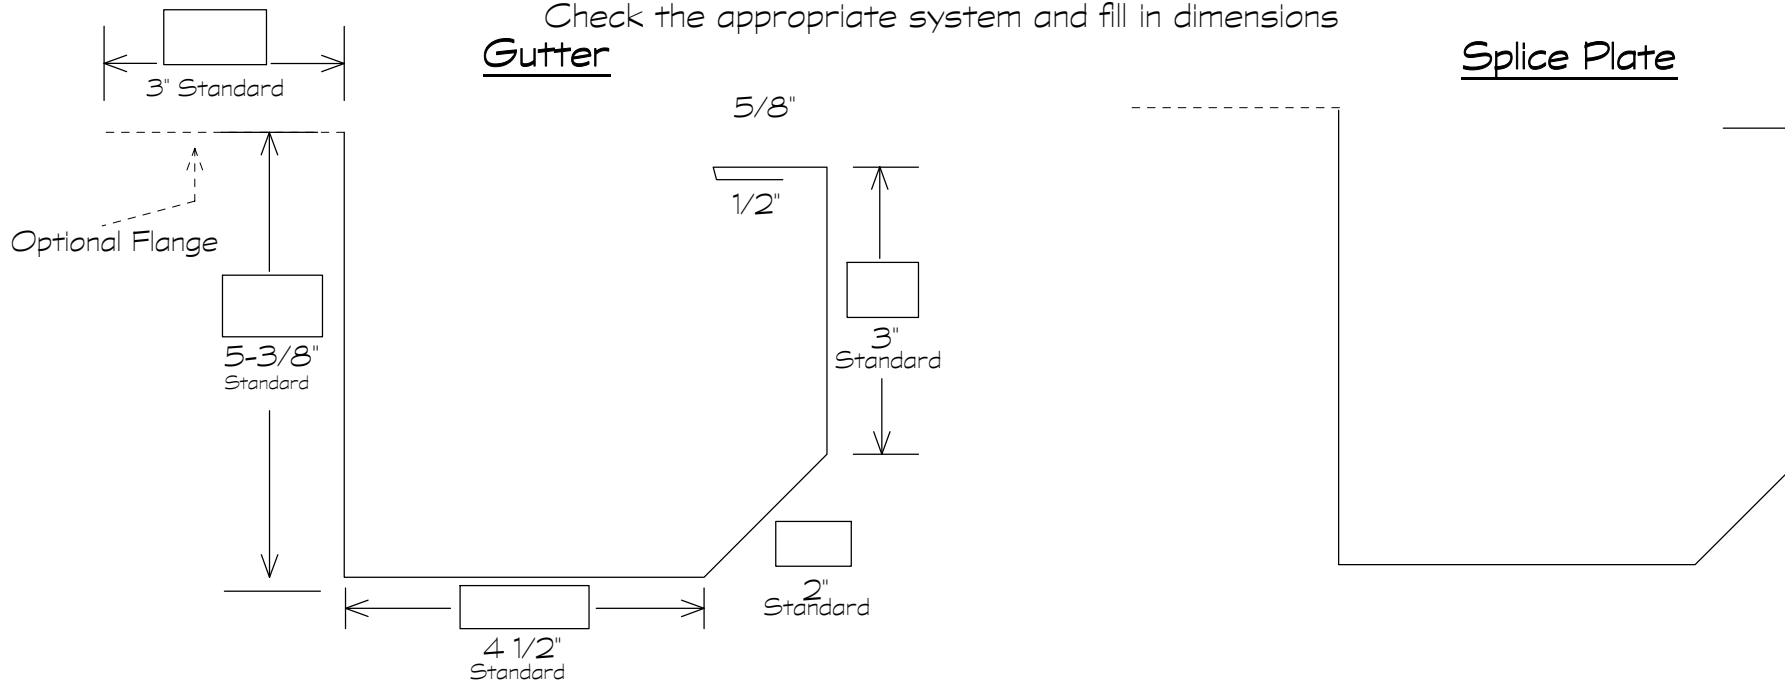 Check the appropriate system and fill in dimensions
Gutter
Splice Plate
3" Standard
5/8"
1/2"
Optional Flange
5-3/8"
Standard
3"
Standard
2"
Standard
4 1/2"
Standard